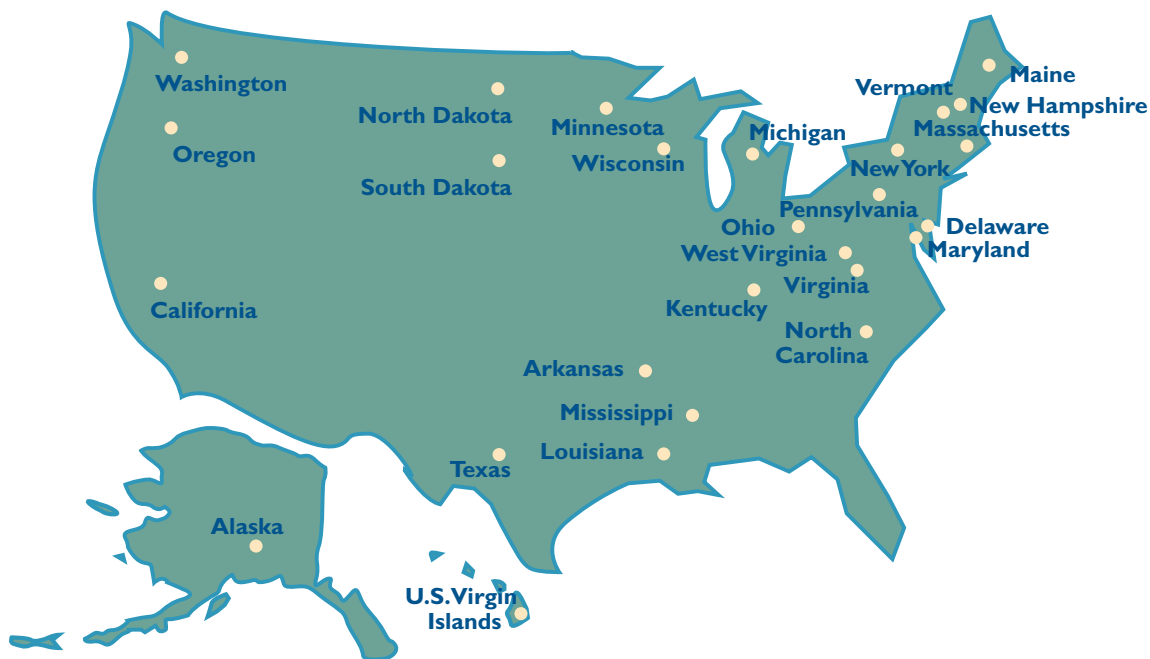 Maine
Washington
Vermont
New Hampshire
North Dakota
Minnesota
Massachusetts
Michigan
Oregon
Wisconsin
New York
South Dakota
Pennsylvania
Ohio
Delaware
West Virginia
Maryland
Virginia
California
Kentucky
North
Carolina
Arkansas
Mississippi
Louisiana
Texas
Alaska
U.S.Virgin
Islands